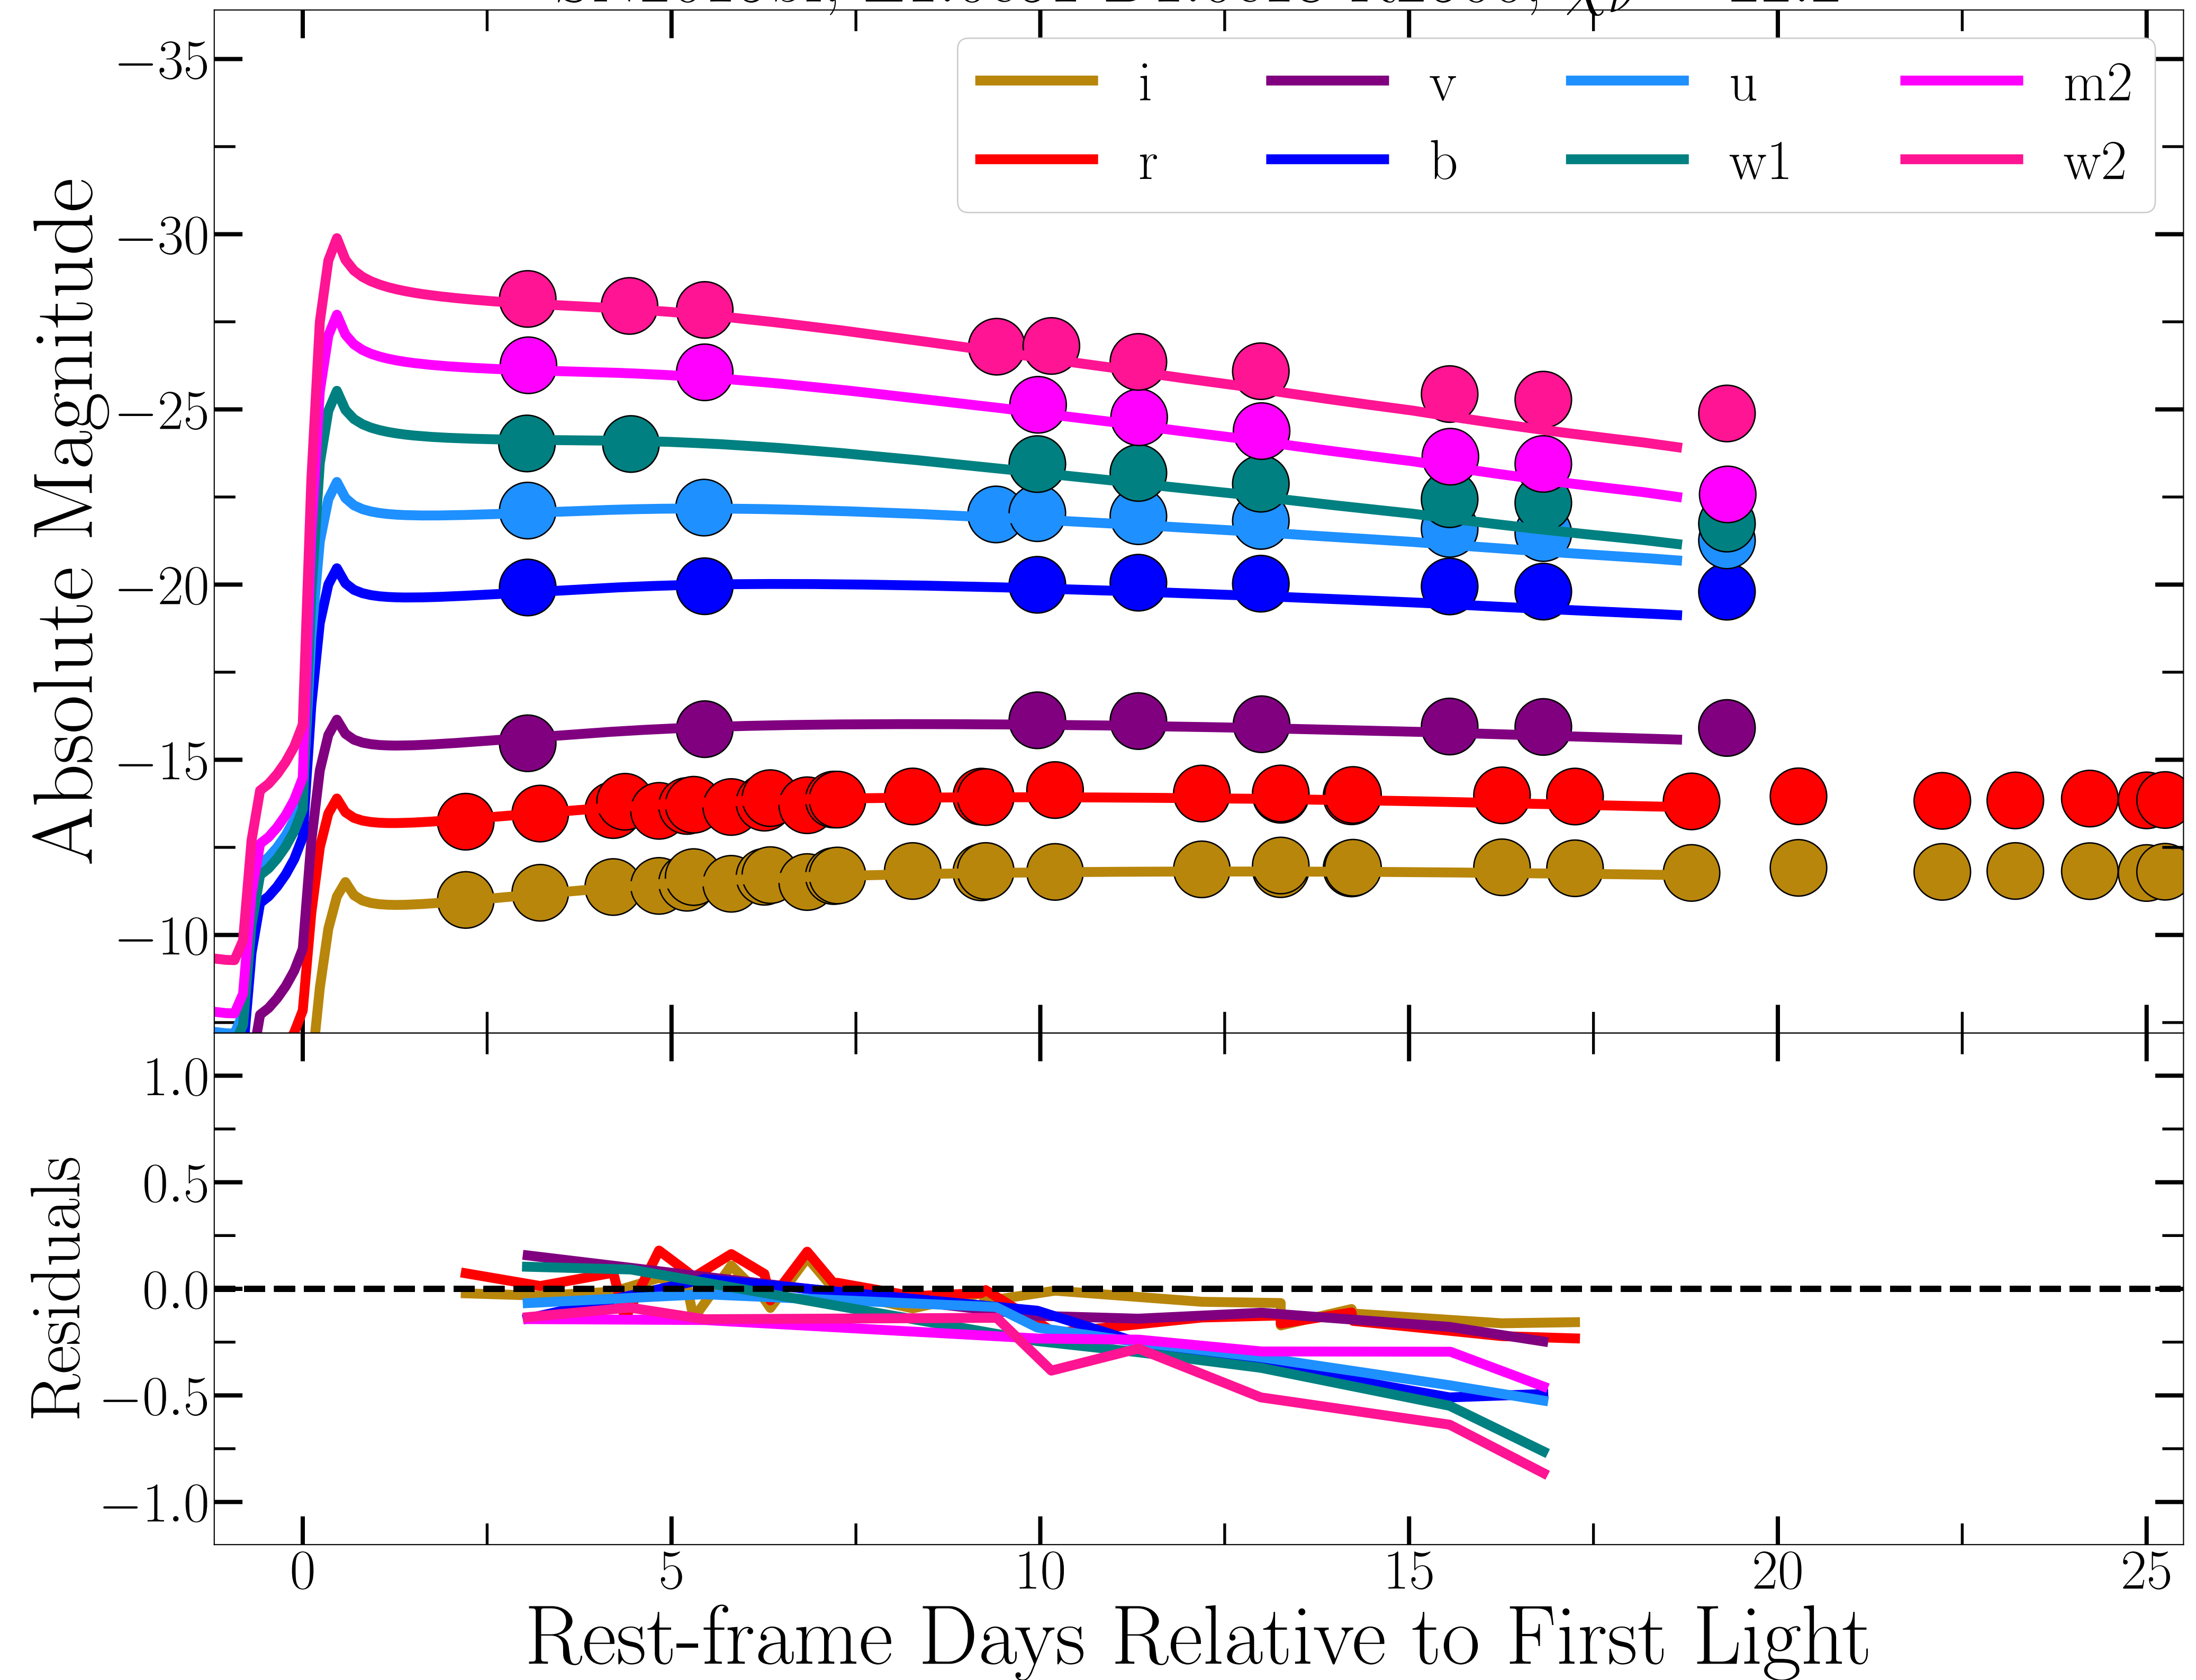 −35
−30
−25
−20
−15
−10
Absolute Magnitude
i v u m2
r b w1 w2
1.0
0.5
0.0
−0.5
−1.0
Residuals
0 5 10 15 20 25
Rest-frame Days Relative to First Light